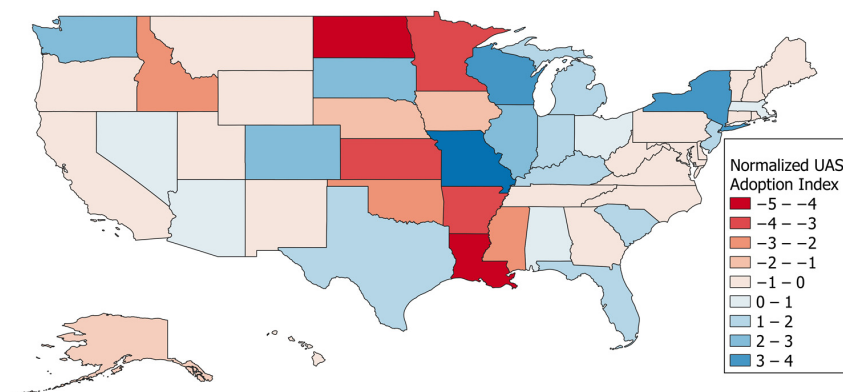 Normalized UAS
Adoption Index
−5 – −4
−4 – −3
−3 – −2
−2 – −1
−1 – 0
0 – 1
1 – 2
2 – 3
3 – 4